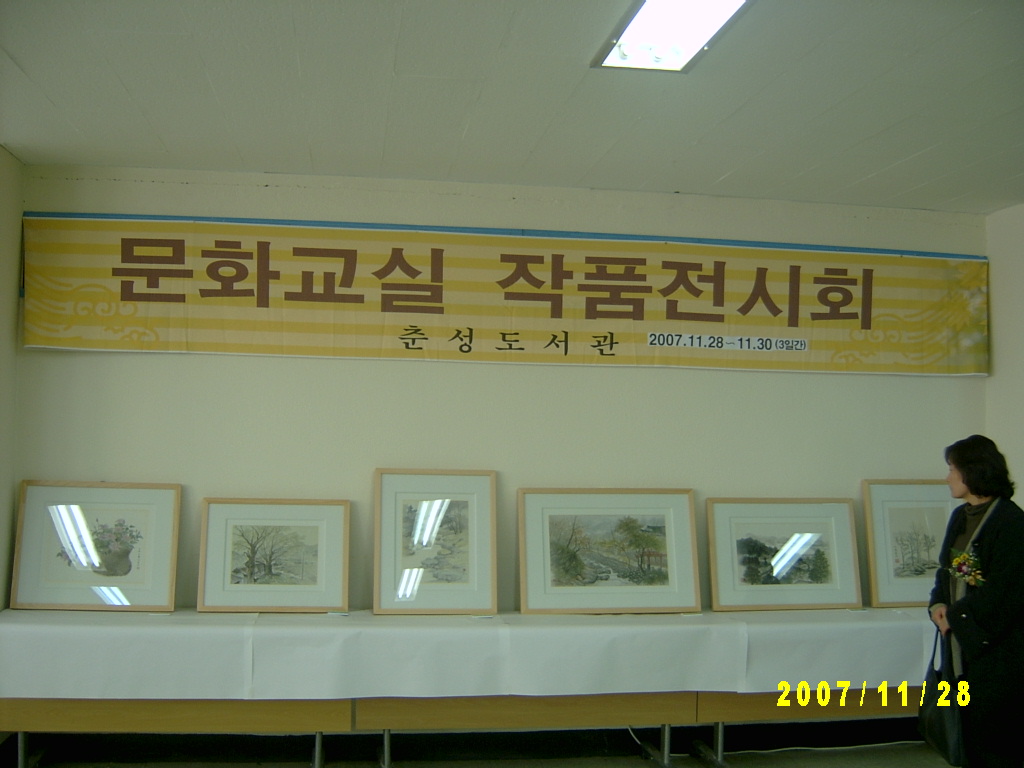 문화교실 작품전시회
춘성도서관 2007.11.28~11.30 (3일간)
2007/11/28